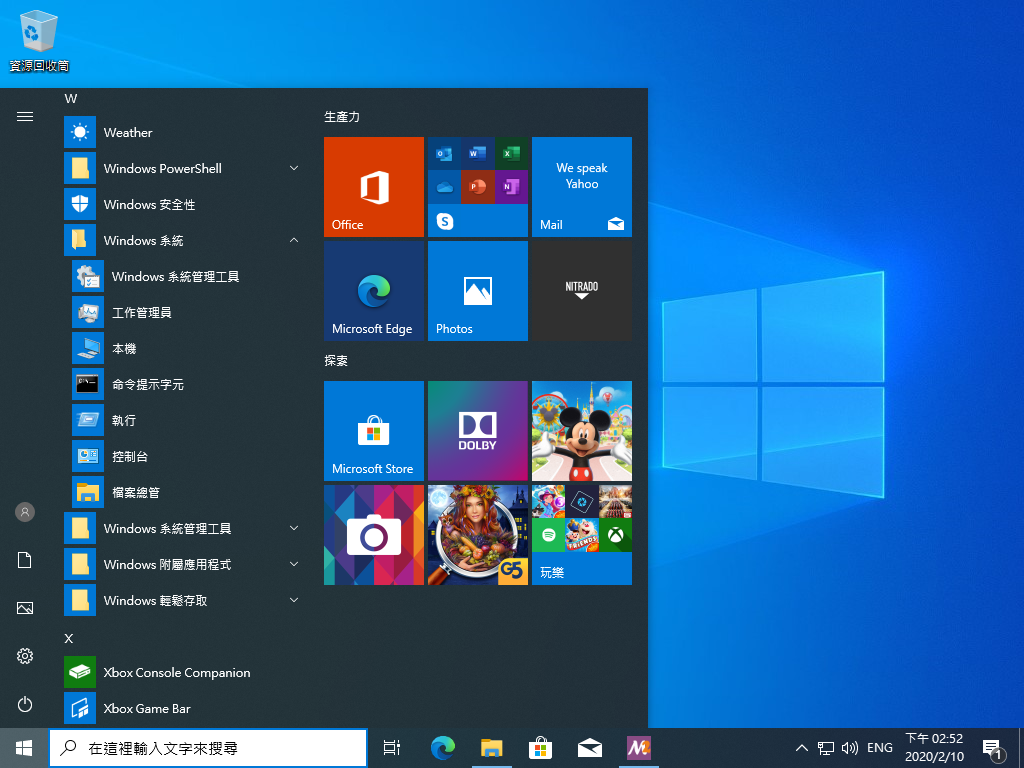 資源回收筒
W
Weather
Windows PowerShell
Windows 安全性
Windows 系統
Windows 系統管理工具
工作管理員
本機
命令提示字元
執行
控制台
檔案總管
Windows 系統管理工具
Windows 附屬應用程式
Windows 輕鬆存取
X
Xbox Console Companion
Xbox Game Bar
生產力
Office
We speak
Yahoo
Mail
Microsoft Edge
Photos
NITRADO
探索
Microsoft Store
DOLBY
G5
FRIENDS
玩樂
在這裡輸入文字來搜尋
ENG
下午 02:52
2020/2/10
1